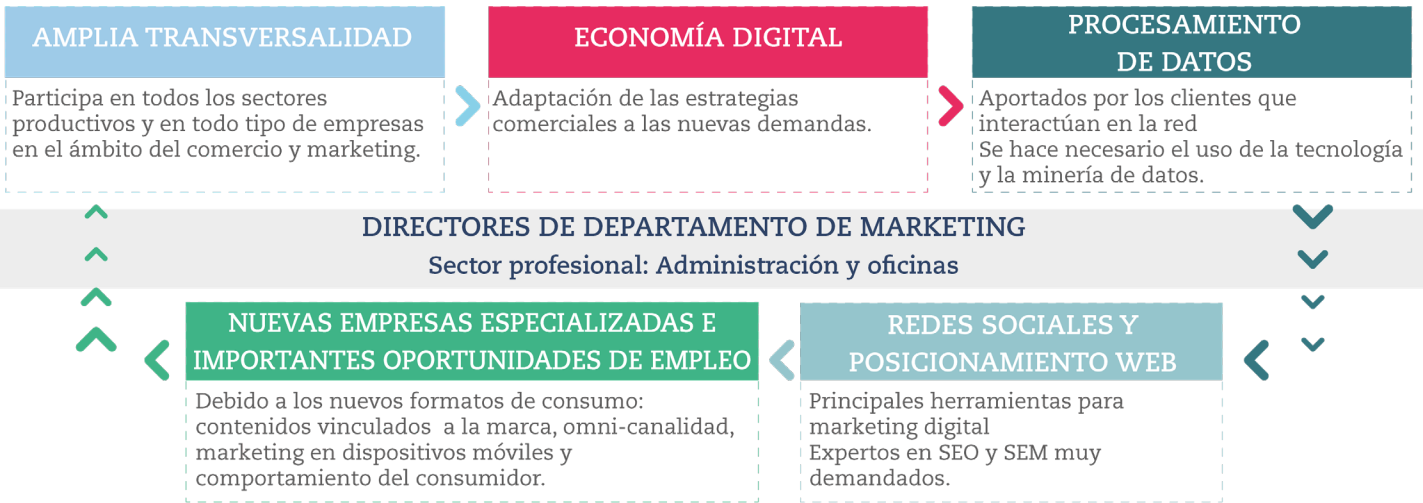 AMPLIA TRANSVERSALIDAD
Participa en todos los sectores
productivos y en todo tipo de empresas
en el ámbito del comercio y marketing.
ECONOMÍA DIGITAL
Adaptación de las estrategias
comerciales a las nuevas demandas.
PROCESAMIENTO
DE DATOS
Aportados por los clientes que
interactúan en la red
Se hace necesario el uso de la tecnología
y la minería de datos.
DIRECTORES DE DEPARTAMENTO DE MARKETING
Sector profesional: Administración y oficinas
NUEVAS EMPRESAS ESPECIALIZADAS E
IMPORTANTES OPORTUNIDADES DE EMPLEO
Debido a los nuevos formatos de consumo:
contenidos vinculados a la marca, omni-canalidad,
marketing en dispositivos móviles y
comportamiento del consumidor.
REDES SOCIALES Y
POSICIONAMIENTO WEB
Principales herramientas para
marketing digital
Expertos en SEO y SEM muy
demandados.